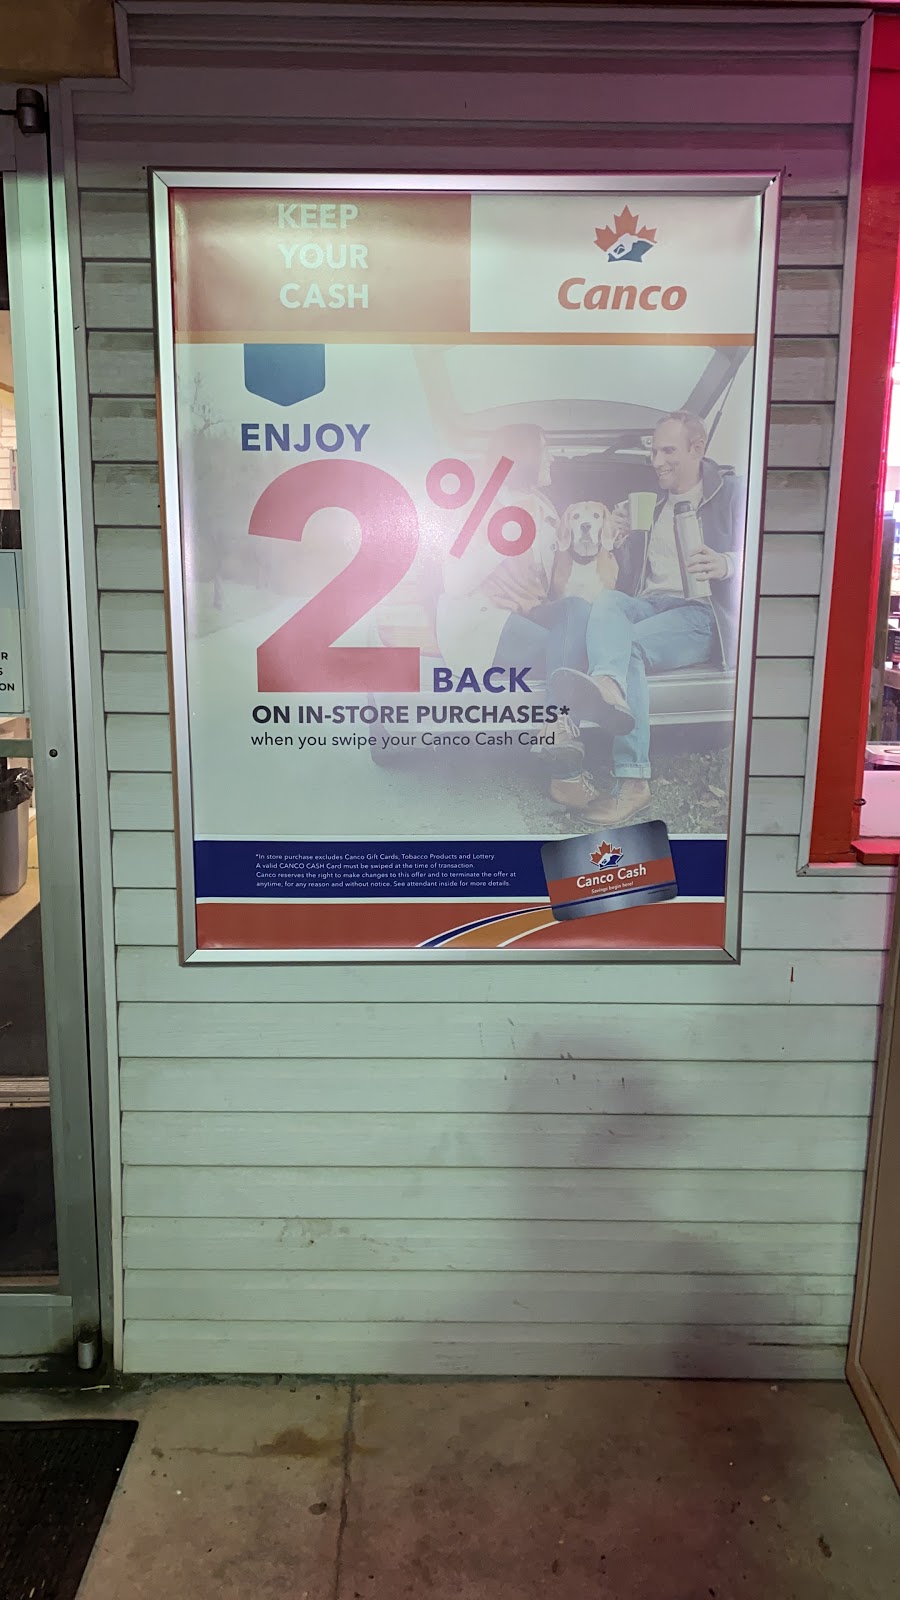 KEEP
YOUR
CASH
Canco
ENJOY
2%
BACK
ON IN-STORE PURCHASES*
when you swipe your Canco Cash Card
*In store purchase excludes Canco Gift Cards, Tobacco Products and Lottery
A valid CANCO CASH Card must be swiped at the time of transaction.
Canco reserves the right to make changes to this offer and to terminate the offer at
anytime, for any reason and without notice. See attendant inside for more details.
Canco Cash
Savings begin here!
R
S
ON